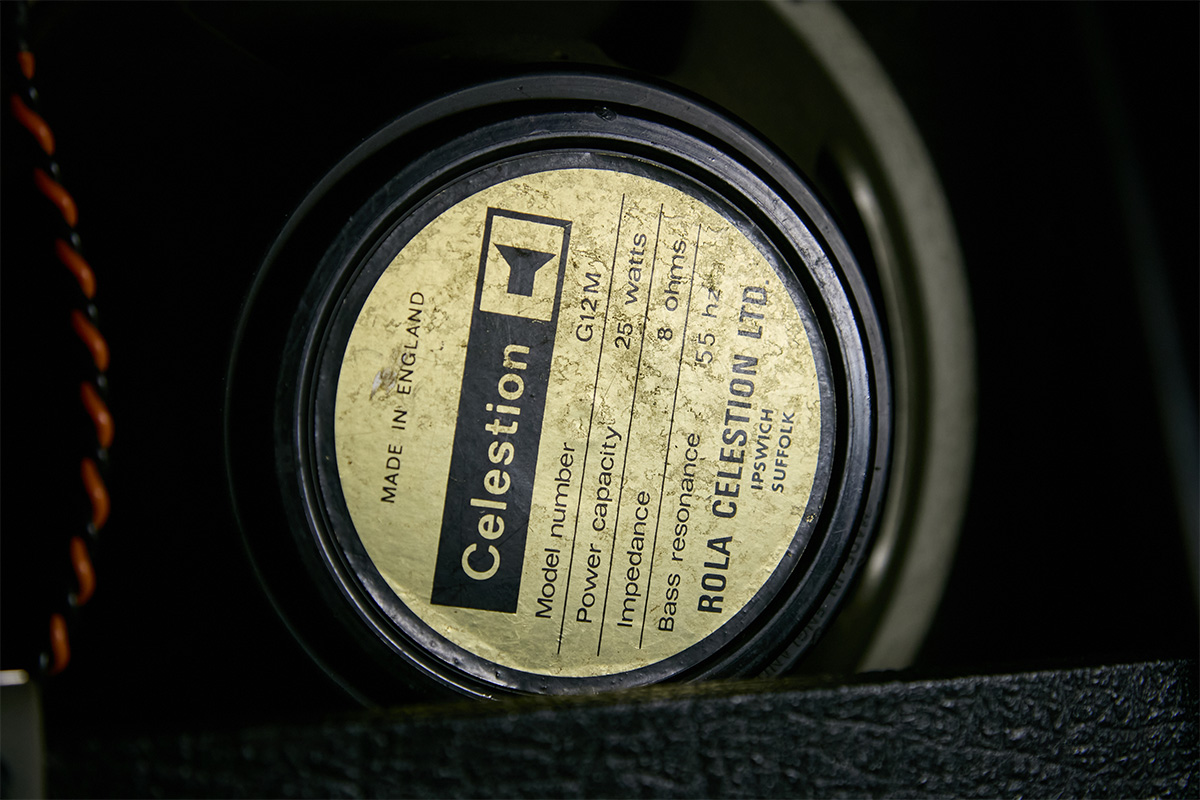 MADE IN ENGLAND
Celestion
Model number G12M
Power capacity 25 watts
Impedance 8 ohms
Bass resonance 55 hz
ROLA CELESTION LTD.
IPSWICH
SUFFOLK